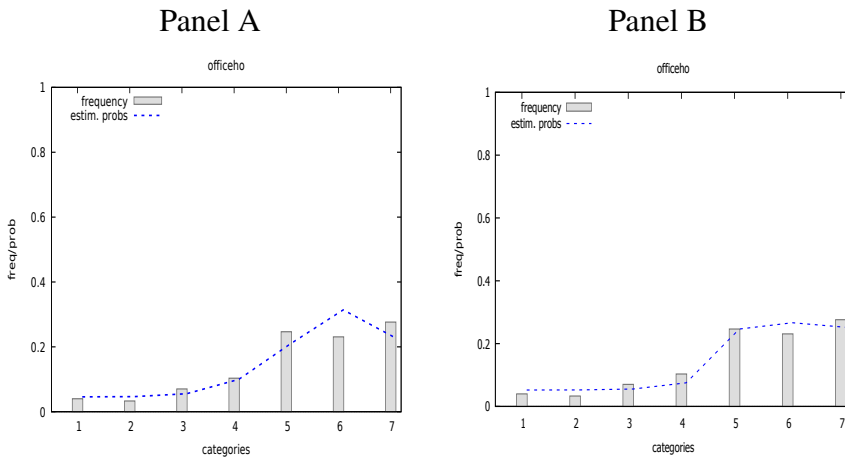 Panel A
officeho
frequency
estim. probs
1
0.8
0.6
0.4
0.2
0
freq/prob
1 2 3 4 5 6 7
categories
Panel B
officeho
frequency
estim. probs
1
0.8
0.6
0.4
0.2
0
freq/prob
1 2 3 4 5 6 7
categories